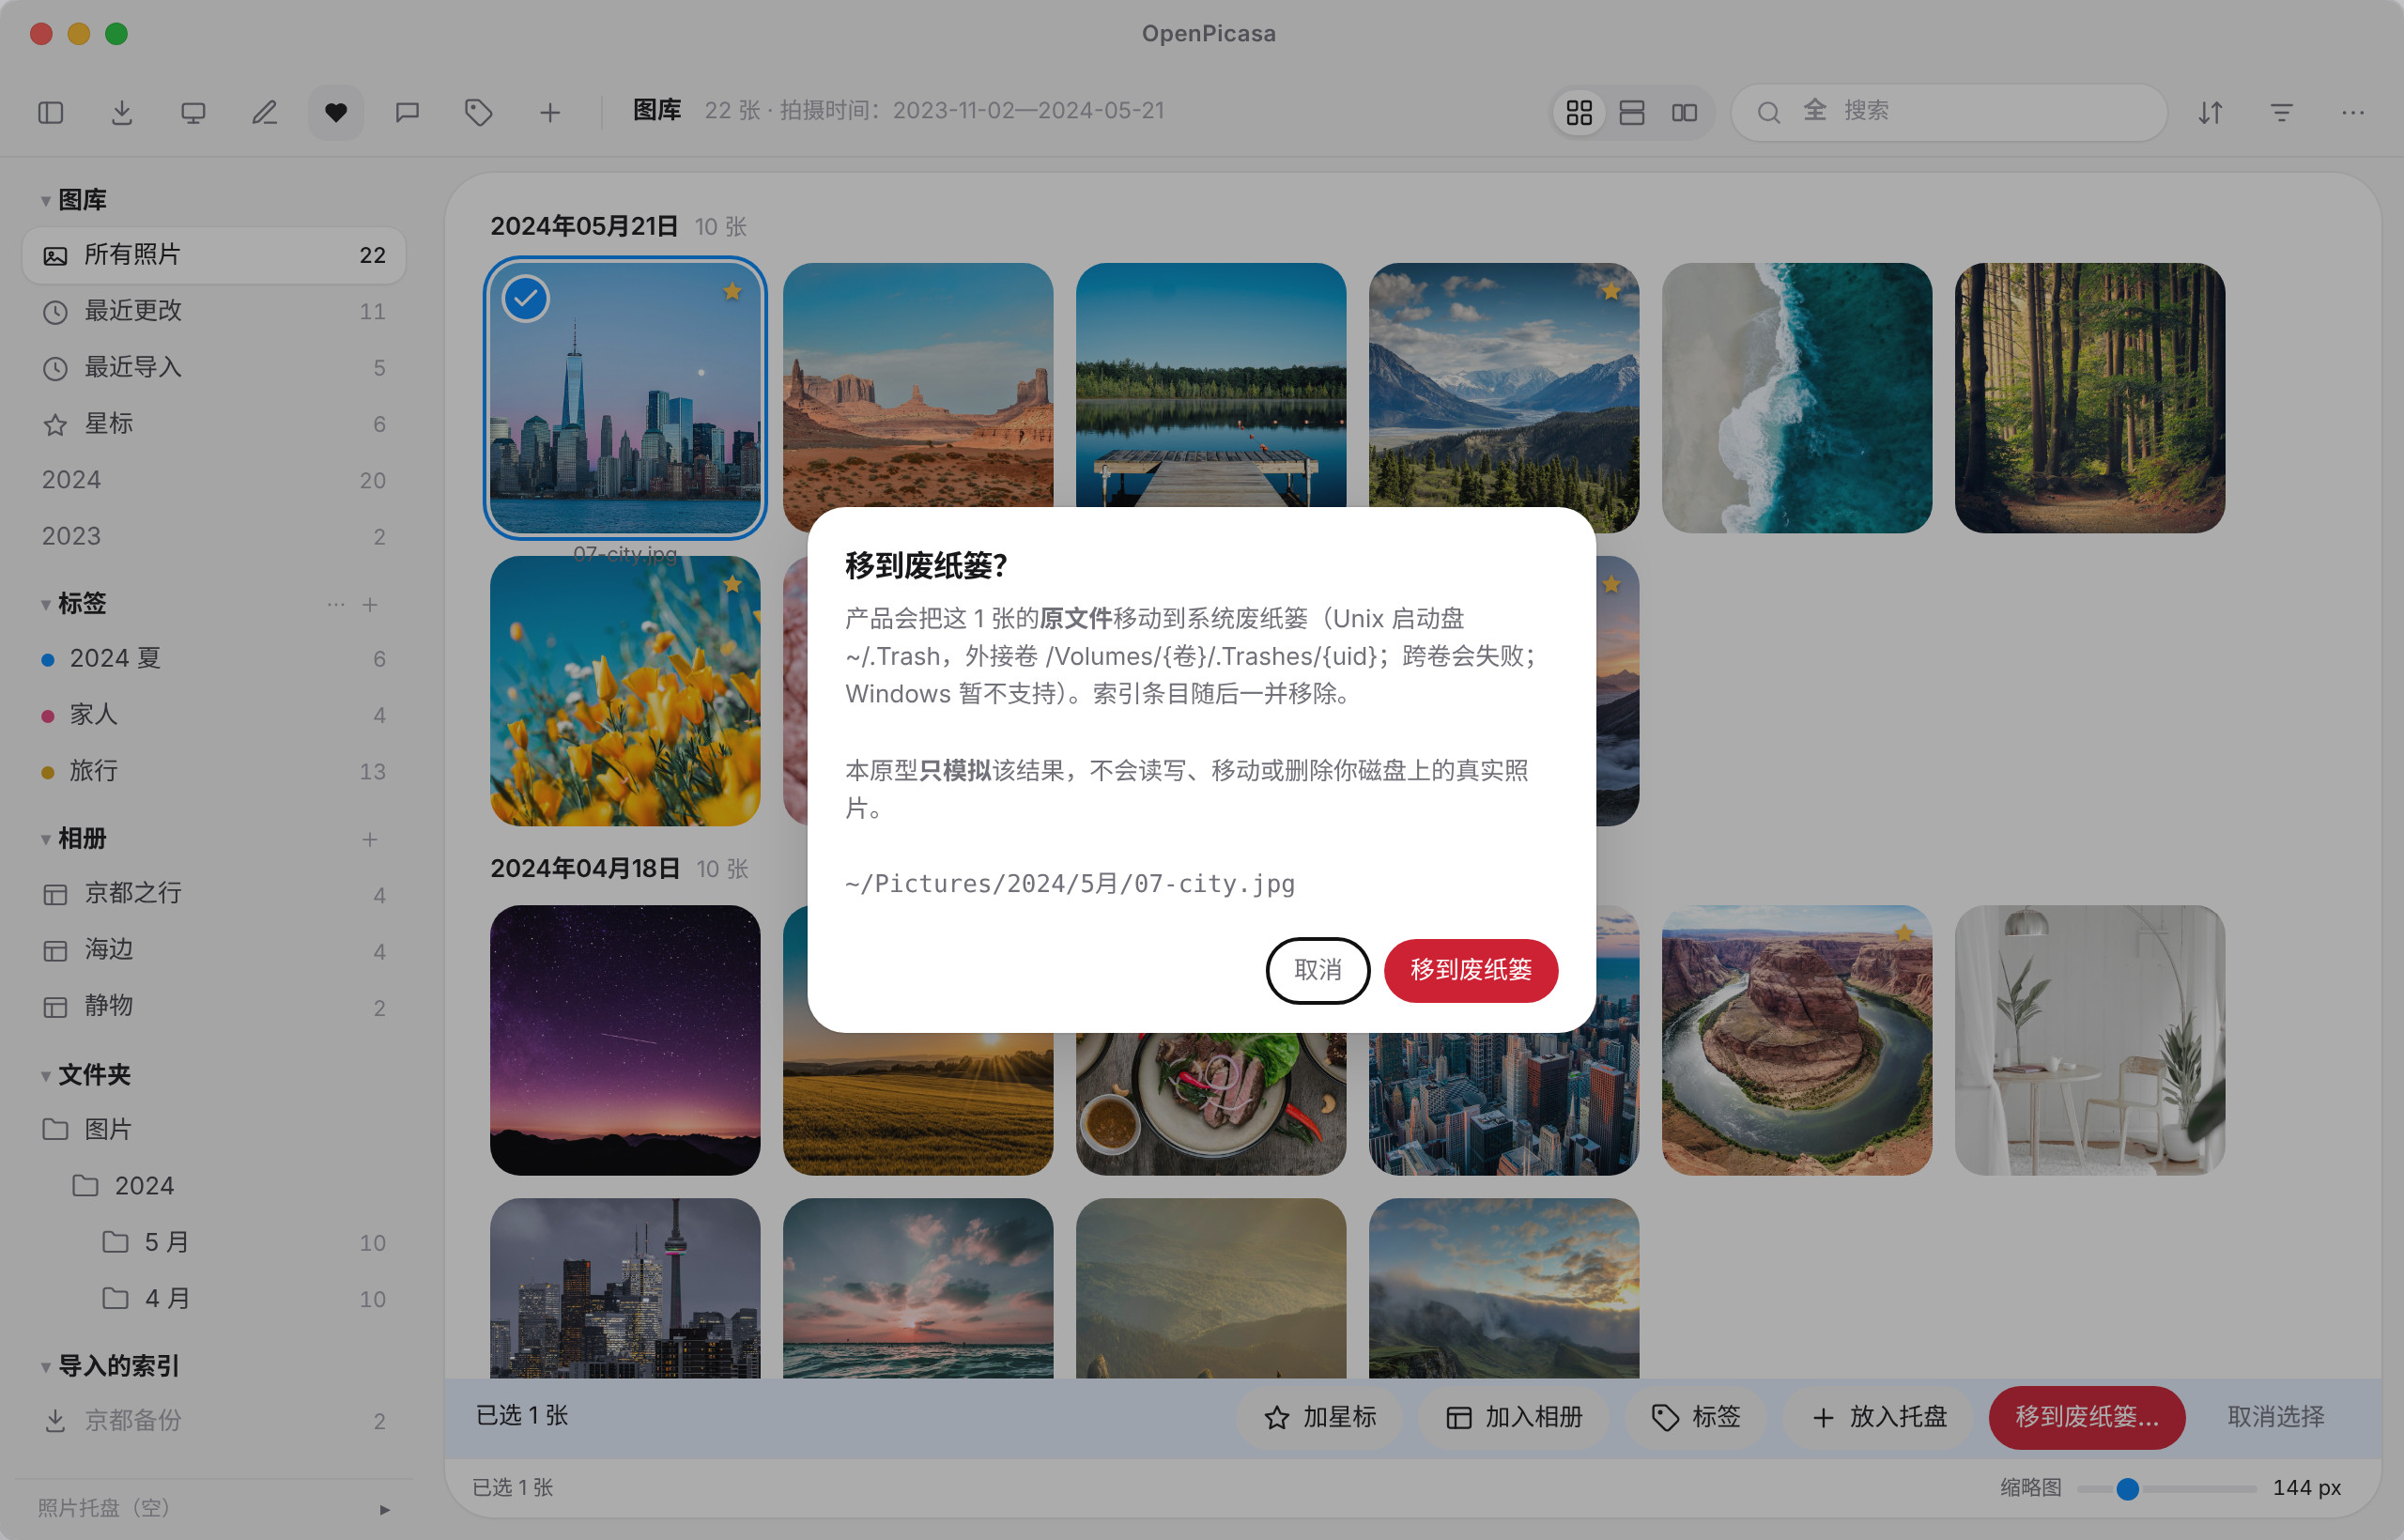 OpenPicasa
图库 22 张 · 拍摄时间：2023-11-02—2024-05-21
全 搜索
图库
所有照片 22
最近更改 11
最近导入 5
星标 6
2024 20
2023 2
标签 ··· +
2024 夏 6
家人 4
旅行 13
相册 +
京都之行 4
海边 4
静物 2
文件夹
图片
2024
5 月 10
4 月 10
导入的索引
京都备份 2
照片托盘（空）
2024年05月21日 10 张
07-city.jpg
2024年04月18日 10 张
移到废纸篓？
产品会把这 1 张的原文件移动到系统废纸篓（Unix 启动盘
~/.Trash，外接卷 /Volumes/{卷}/.Trashes/{uid}；跨卷会失败；
Windows 暂不支持）。索引条目随后一并移除。
本原型只模拟该结果，不会读写、移动或删除你磁盘上的真实照
片。
~/Pictures/2024/5月/07-city.jpg
取消 移到废纸篓
已选 1 张 加星标 加入相册 标签 放入托盘 移到废纸篓... 取消选择
已选 1 张 缩略图 144 px